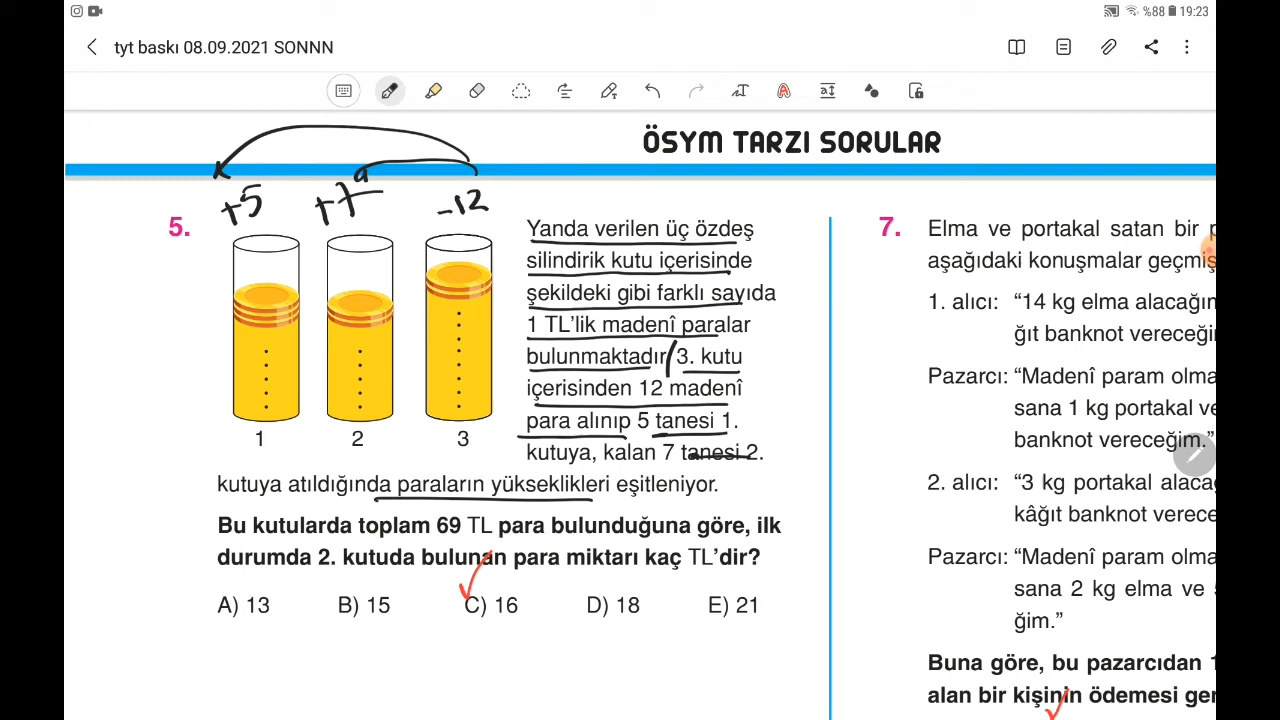 %88 19:23
tyt baskı 08.09.2021 SONNN
ÖSYM TARZI SORULAR
+5 +7 -12
5.
1 2 3
Yanda verilen üç özdeş
silindirik kutu içerisinde
şekildeki gibi farklı sayıda
1 TL'lik madenî paralar
bulunmaktadır/3. kutu
içerisinden 12 madenî
para alınıp 5 tanesi 1.
kutuya, kalan 7 tanesi 2.
kutuya atıldığında paraların yükseklikleri eşitleniyor.
Bu kutularda toplam 69 TL para bulunduğuna göre, ilk
durumda 2. kutuda bulunan para miktarı kaç TL'dir?
A) 13 B) 15 C) 16 D) 18 E) 21
7. Elma ve portakal satan bir p
aşağıdaki konuşmalar geçmiş
1. alıcı: “14 kg elma alacağın
ğıt banknot vereceğin
Pazarcı: “Madenî param olma
sana 1 kg portakal ve
banknot vereceğim.”
2. alıcı: “3 kg portakal alacağ
kâğıt banknot verece
Pazarcı: “Madenî param olma
sana 2 kg elma ve 5
ğim.”
Buna göre, bu pazarcıdan 1
alan bir kişinin ödemesi ger